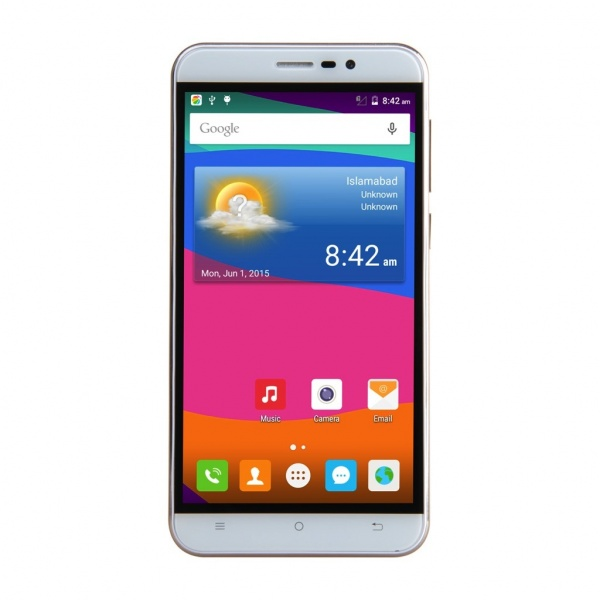 8:42 am
Google
Islamabad
Unknown
Unknown
8:42 am
Mon, Jun 1, 2015
?
Music
Camera
Email